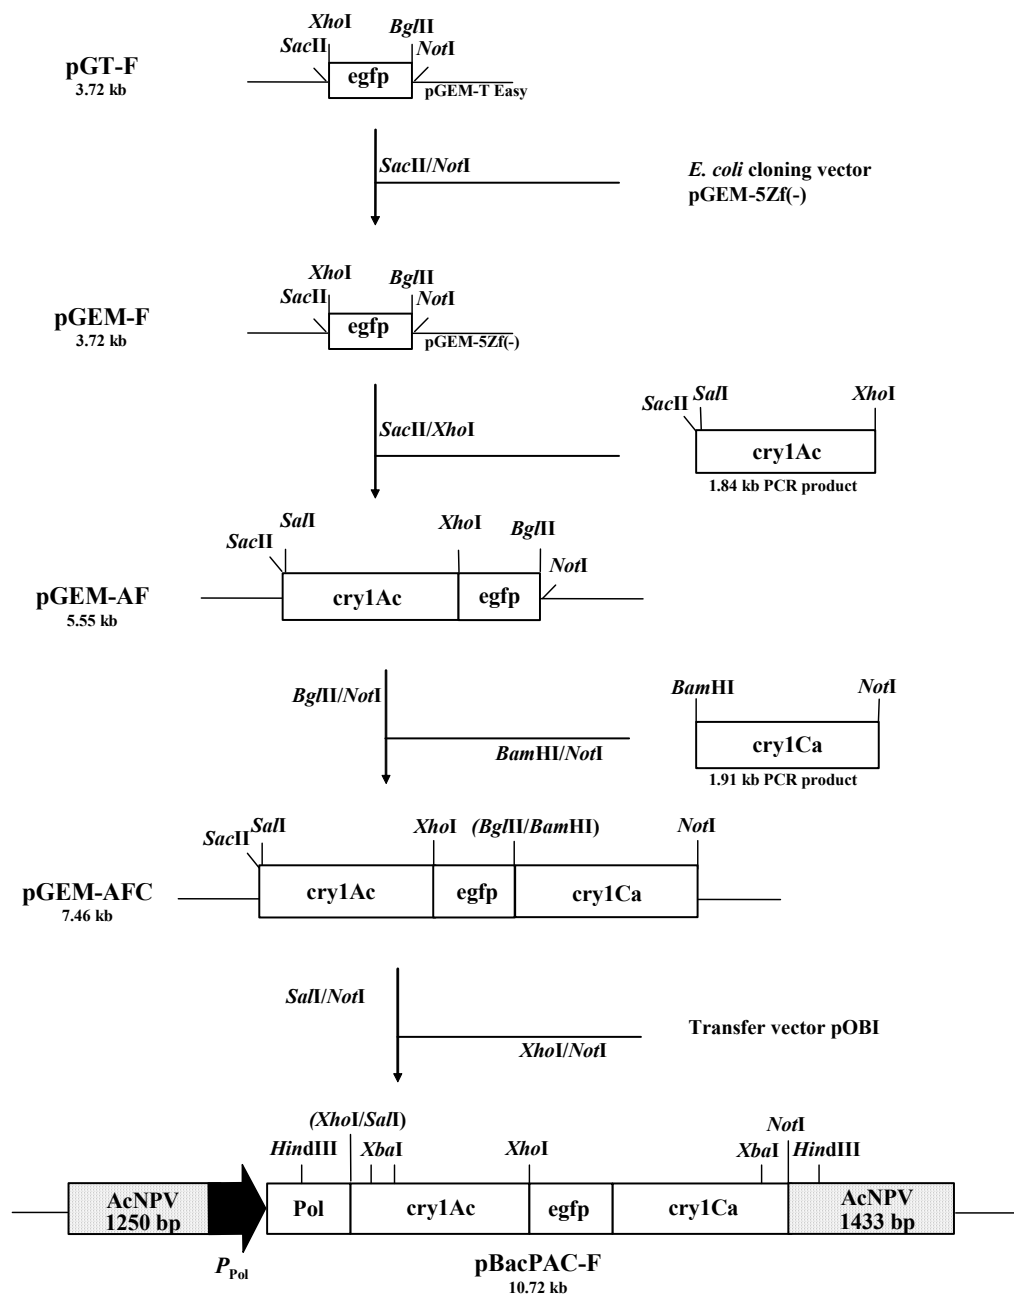 XhoI
BglII
SacII
NotI
pGT-F
3.72 kb
egfp
pGEM-T Easy
SacII/NotI
E. coli cloning vector
pGEM-5Zf(-)
XhoI
BglII
SacII
NotI
pGEM-F
3.72 kb
egfp
pGEM-5Zf(-)
SacII/XhoI
SacII
SalI
XhoI
cry1Ac
1.84 kb PCR product
SalI
XhoI
BglII
SacII
NotI
pGEM-AF
5.55 kb
cry1Ac
egfp
BglII/NotI
BamHI/NotI
BamHI
NotI
cry1Ca
1.91 kb PCR product
SacII
SalI
XhoI
(BglII/BamHI)
NotI
pGEM-AFC
7.46 kb
cry1Ac
egfp
cry1Ca
SalI/NotI
XhoI/NotI
Transfer vector pOBI
(XhoI/SalI)
NotI
HindIII
XbaI
XhoI
XbaI
HindIII
AcNPV
1250 bp
Pol
cry1Ac
egfp
cry1Ca
AcNPV
1433 bp
PPol
pBacPAC-F
10.72 kb